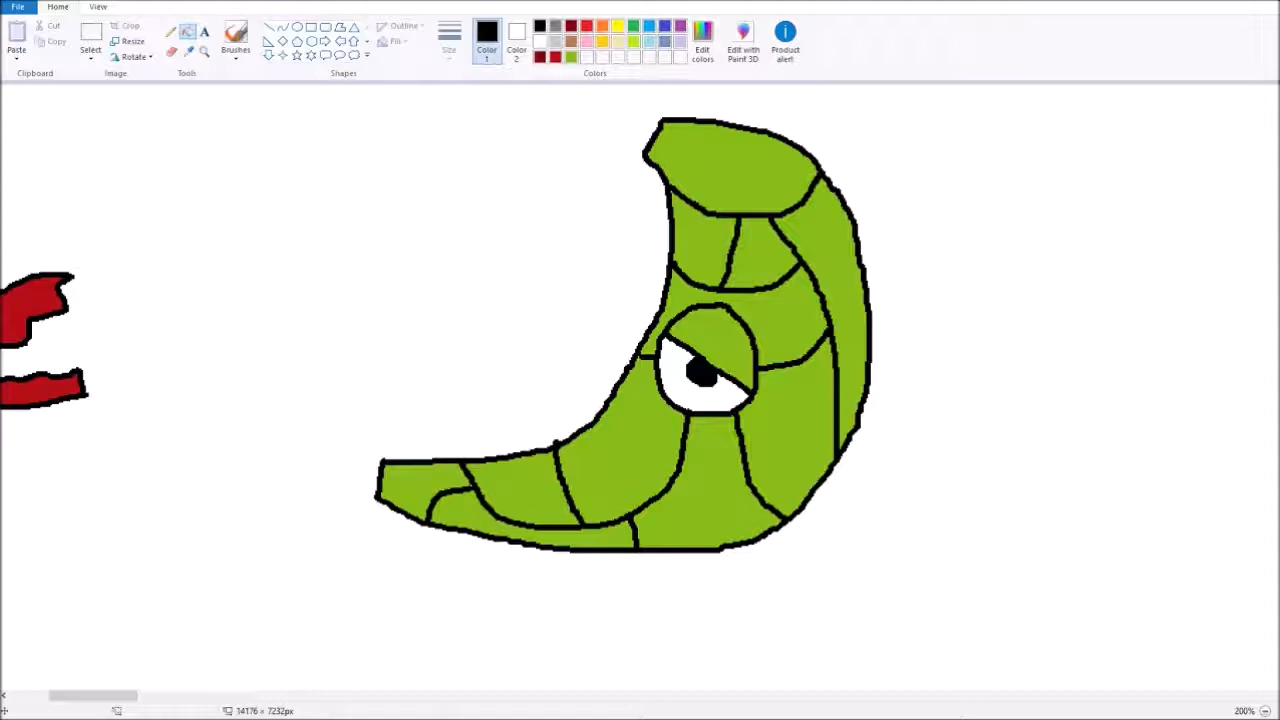 File Home View
Paste Cut Copy
Clipboard
Select Crop Resize Rotate
Image
Tools
Brushes
Shapes
Outline Fill
Size
Color 1
Color 2
Colors
Edit colors
Edit with Paint 3D
Product alert!
14176 × 7232px
200%